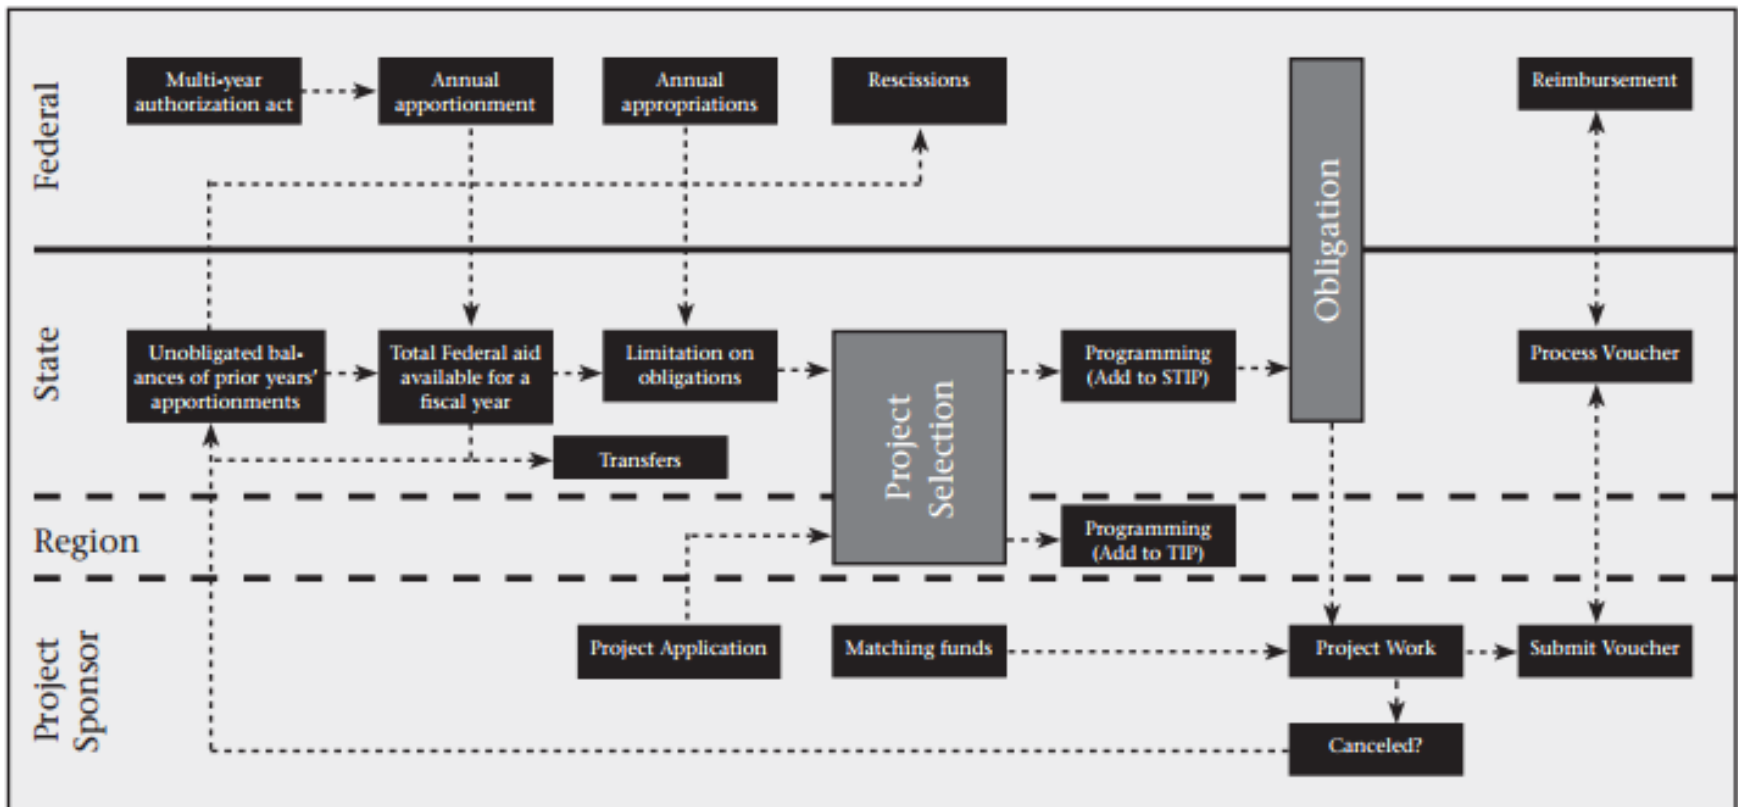 Federal
Multi-year
authorization act
Annual
apportionment
Annual
appropriations
Rescissions
Obligation
Reimbursement
State
Unobligated bal-
ances of prior years'
apportionments
Total Federal aid
available for a
fiscal year
Limitation on
obligations
Project
Selection
Programming
(Add to STIP)
Process Voucher
Transfers
Region
Programming
(Add to TIP)
Project
Sponsor
Project Application
Matching funds
Project Work
Submit Voucher
Canceled?